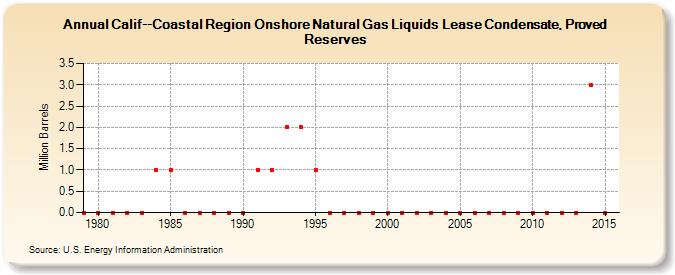 Annual Calif--Coastal Region Onshore Natural Gas Liquids Lease Condensate, Proved
Reserves
Million Barrels
3.5
3.0
2.5
2.0
1.5
1.0
0.5
0.0
1980 1985 1990 1995 2000 2005 2010 2015
Source: U.S. Energy Information Administration